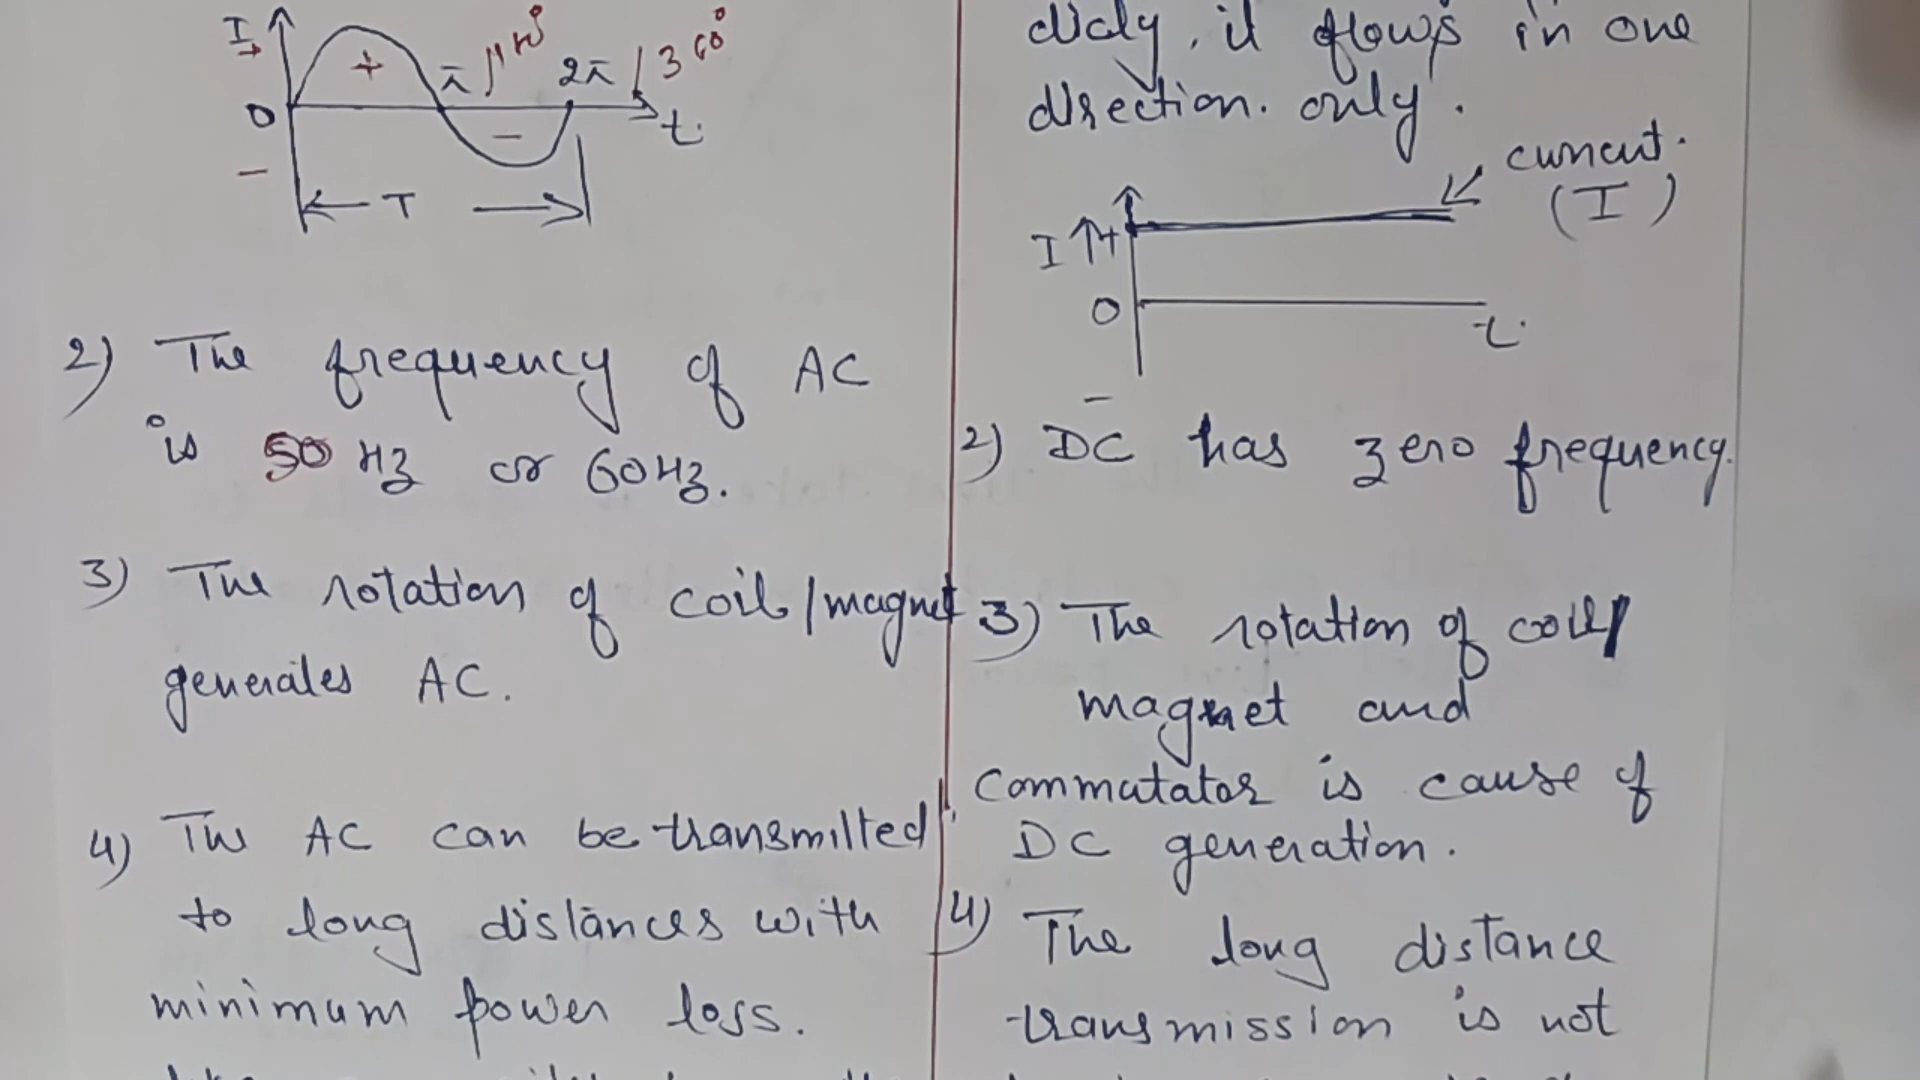 I
+
+
π / 180°
2π / 360°
0
t.
-
-
← T →
2) The frequency of AC
is 50 Hz or 60 Hz.
3) The rotation of coil/magnet
generates AC.
4) The AC can be transmitted
to long distances with
minimum power loss.
dicly, it flows in one
direction. only.
current.
(I)
I ↑+
0
t.
-
2) DC has zero frequency.
3) The rotation of coil/
magnet and
Commutator is cause of
DC generation.
4) The long distance
transmission is not